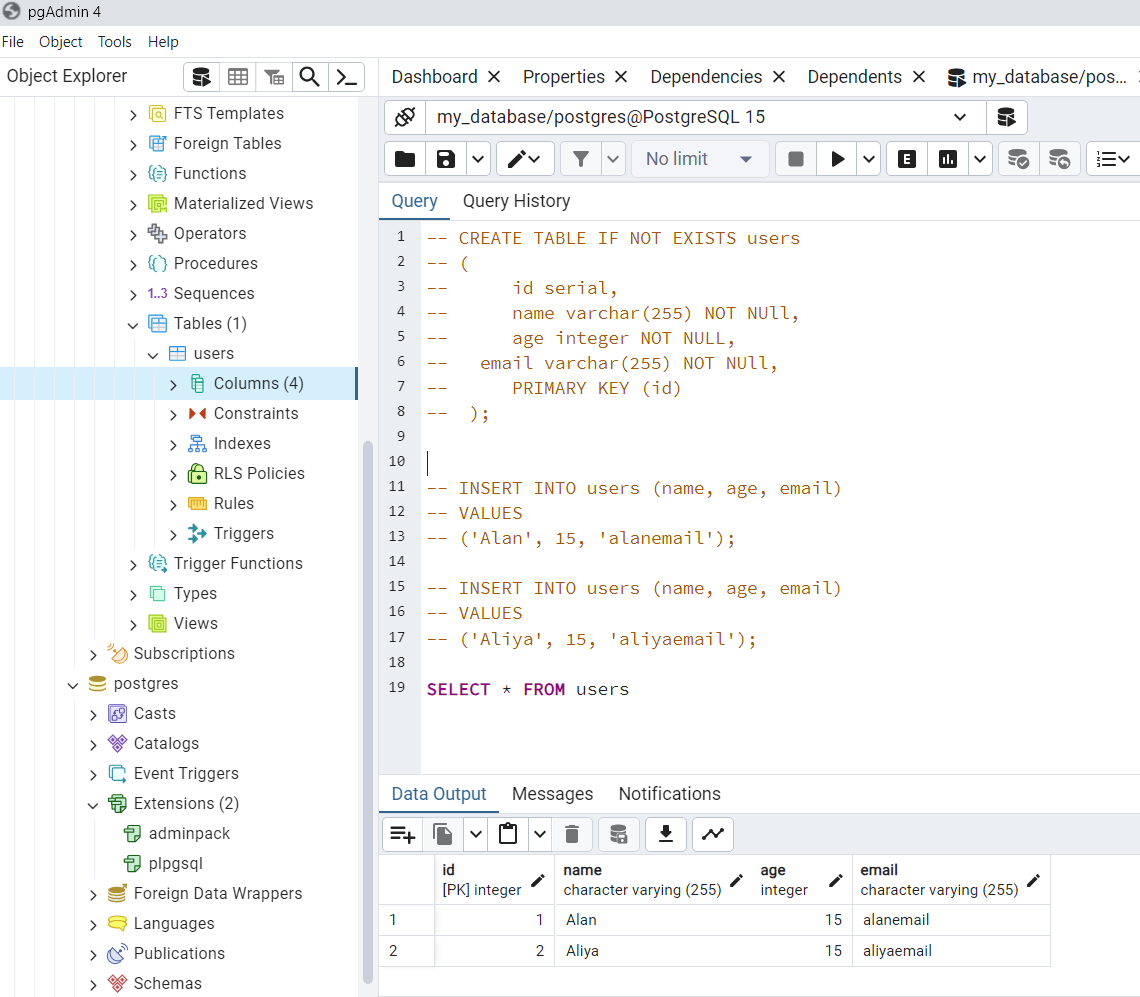 pgAdmin 4
File Object Tools Help
Object Explorer
FTS Templates
Foreign Tables
Functions
Materialized Views
Operators
Procedures
1..3 Sequences
Tables (1)
users
Columns (4)
Constraints
Indexes
RLS Policies
Rules
Triggers
Trigger Functions
Types
Views
Subscriptions
postgres
Casts
Catalogs
Event Triggers
Extensions (2)
adminpack
plpgsql
Foreign Data Wrappers
Languages
Publications
Schemas
Dashboard Properties Dependencies Dependents my_database/pos...
my_database/postgres@PostgreSQL 15
No limit E
Query Query History
1 -- CREATE TABLE IF NOT EXISTS users
2 -- (
3 -- id serial,
4 -- name varchar(255) NOT NUll,
5 -- age integer NOT NULL,
6 -- email varchar(255) NOT NUll,
7 -- PRIMARY KEY (id)
8 -- );
9
10
11 -- INSERT INTO users (name, age, email)
12 -- VALUES
13 -- ('Alan', 15, 'alanemail');
14
15 -- INSERT INTO users (name, age, email)
16 -- VALUES
17 -- ('Aliya', 15, 'aliyaemail');
18
19 SELECT * FROM users
Data Output Messages Notifications
id name age email
[PK] integer character varying (255) integer character varying (255)
1 1 Alan 15 alanemail
2 2 Aliya 15 aliyaemail